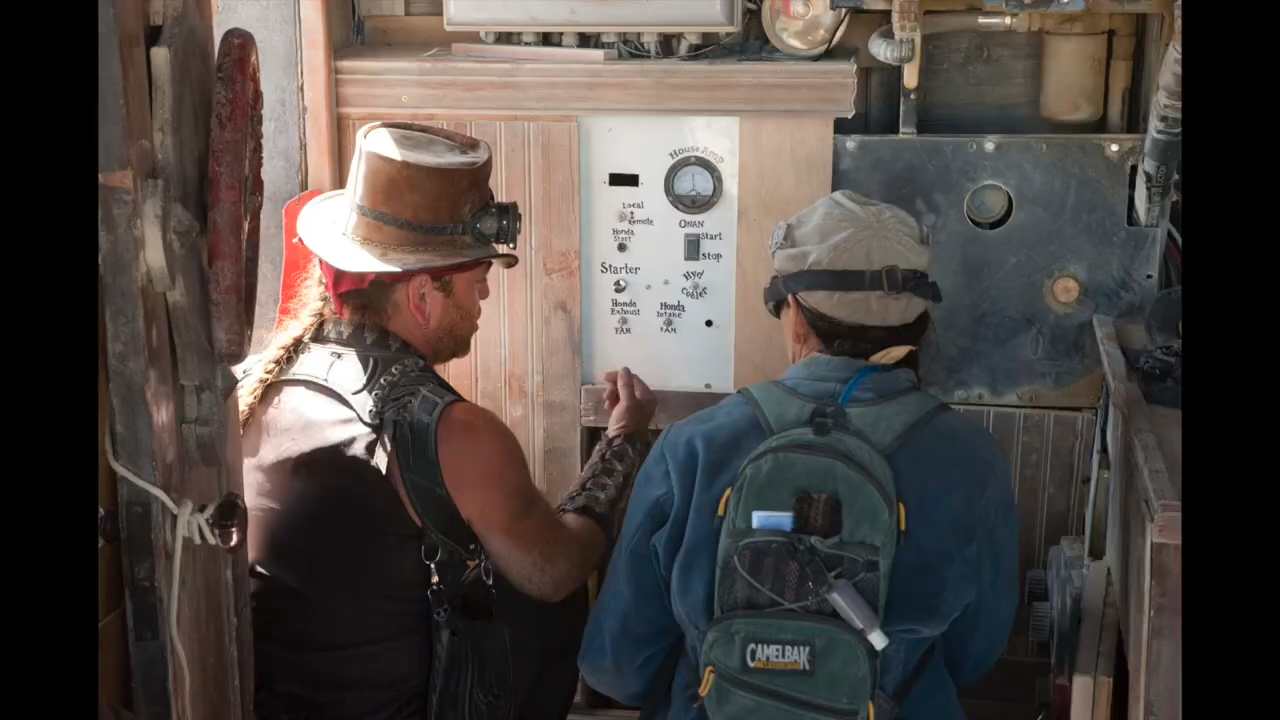 House Amp
Local
Remote
Honda
Start
ONAN
start
stop
Starter
Hyd
Cooler
Honda
Exhaust
FAN
Honda
Intake
FAN
CAMELBAK